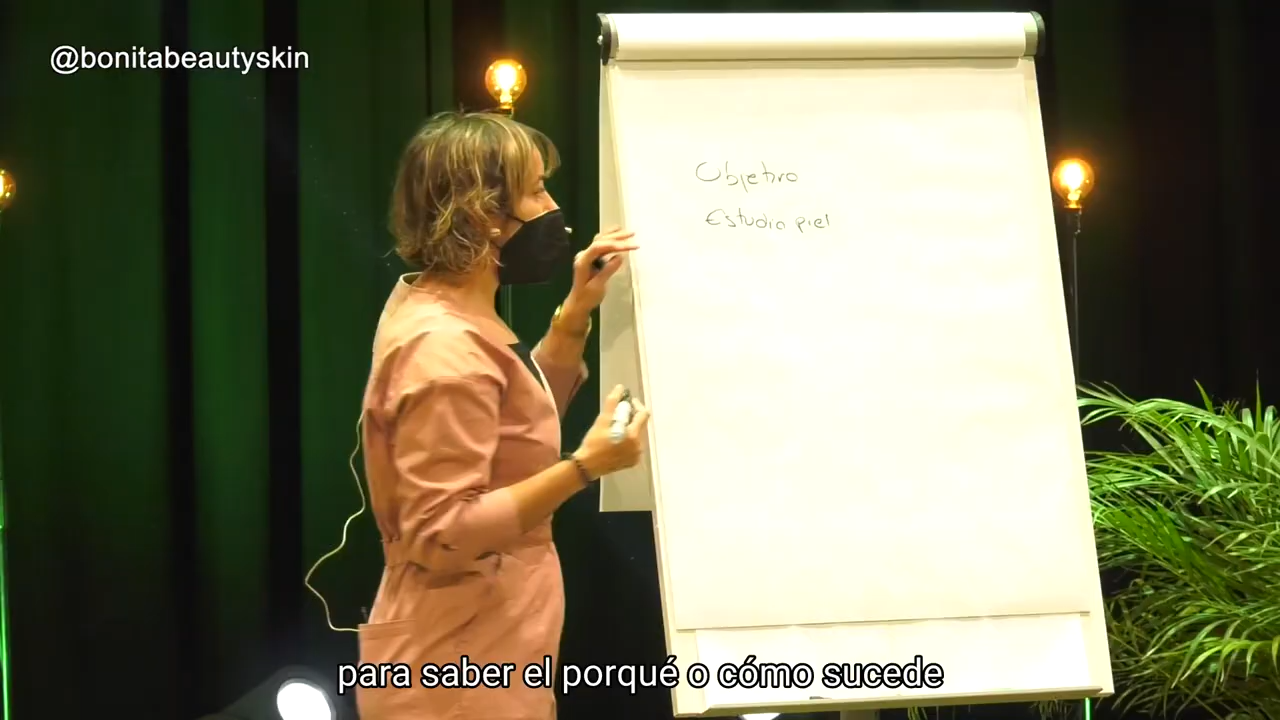 @bonitabeautyskin
Objetivo
Estudio piel
para saber el porqué o cómo sucede